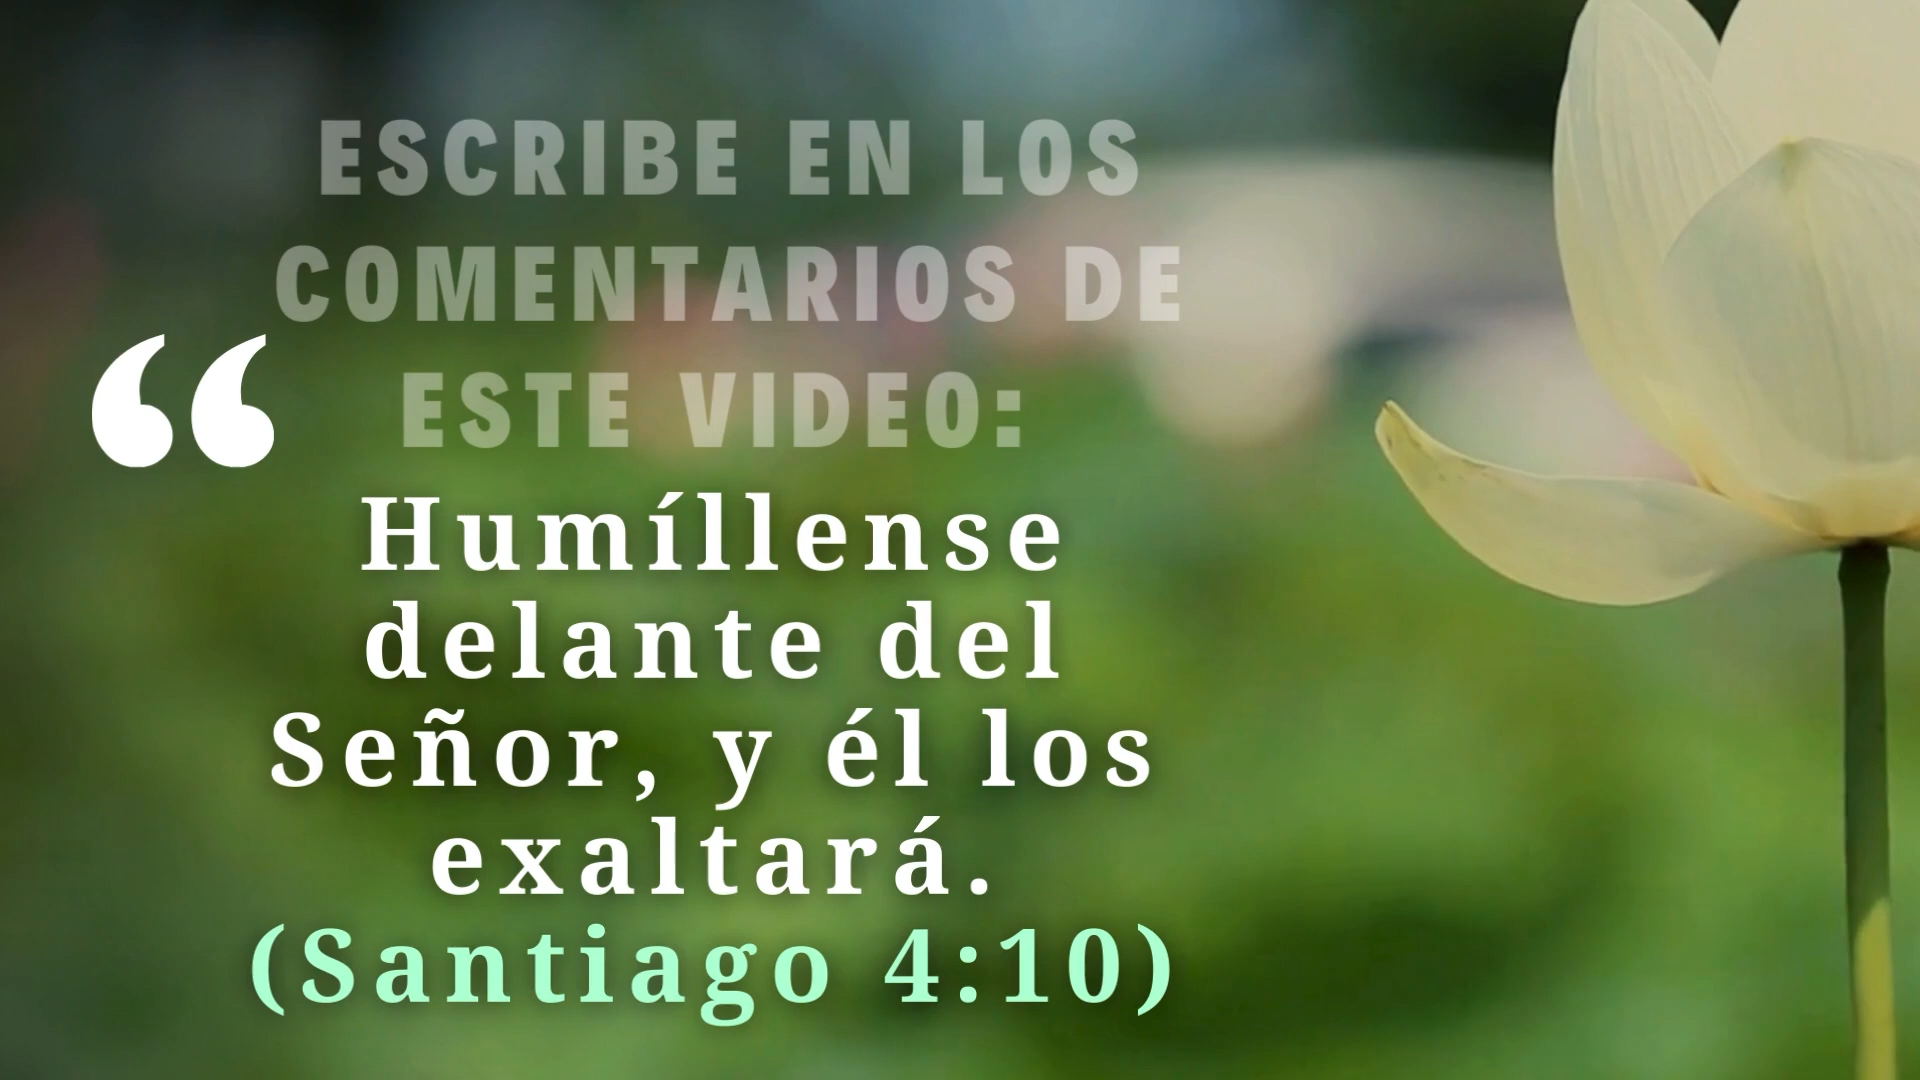 ESCRIBE EN LOS
COMENTARIOS DE
ESTE VIDEO:
“
Humíllense
delante del
Señor, y él los
exaltará.
(Santiago 4:10)